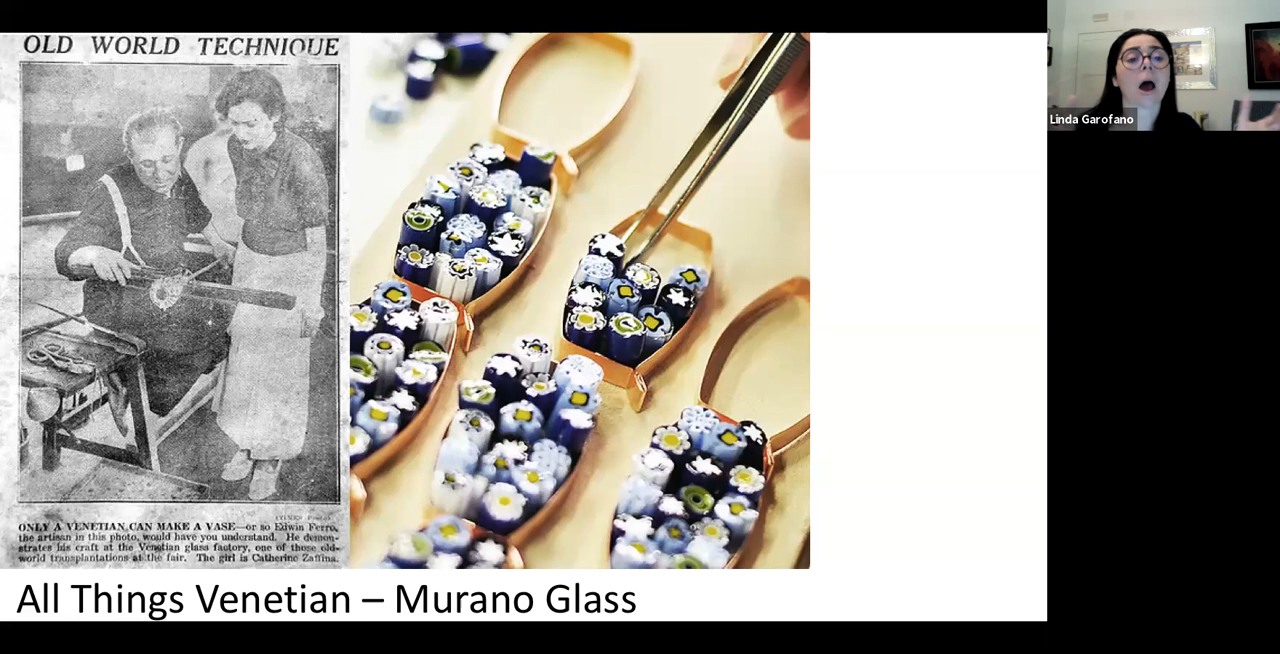 OLD WORLD TECHNIQUE
ONLY A VENETIAN CAN MAKE A VASE—or so Edwin Ferro,
the artisan in this photo, would have you understand. He demon-
strates his craft at the Venetian glass factory, one of those old-
world transplantations at the fair. The girl is Catherine Zaffina.
All Things Venetian – Murano Glass
Linda Garofano